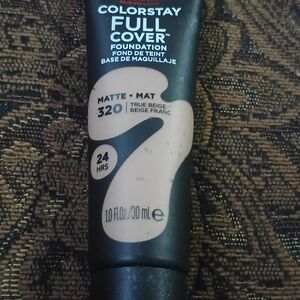 COLORSTAY
FULL
COVER™
FOUNDATION
FOND DE TEINT
BASE DE MAQUILLAJE
MATTE • MAT
320 | TRUE BEIGE
BEIGE FRANC
24
HRS
1.0 Fl.Oz/30 mL e